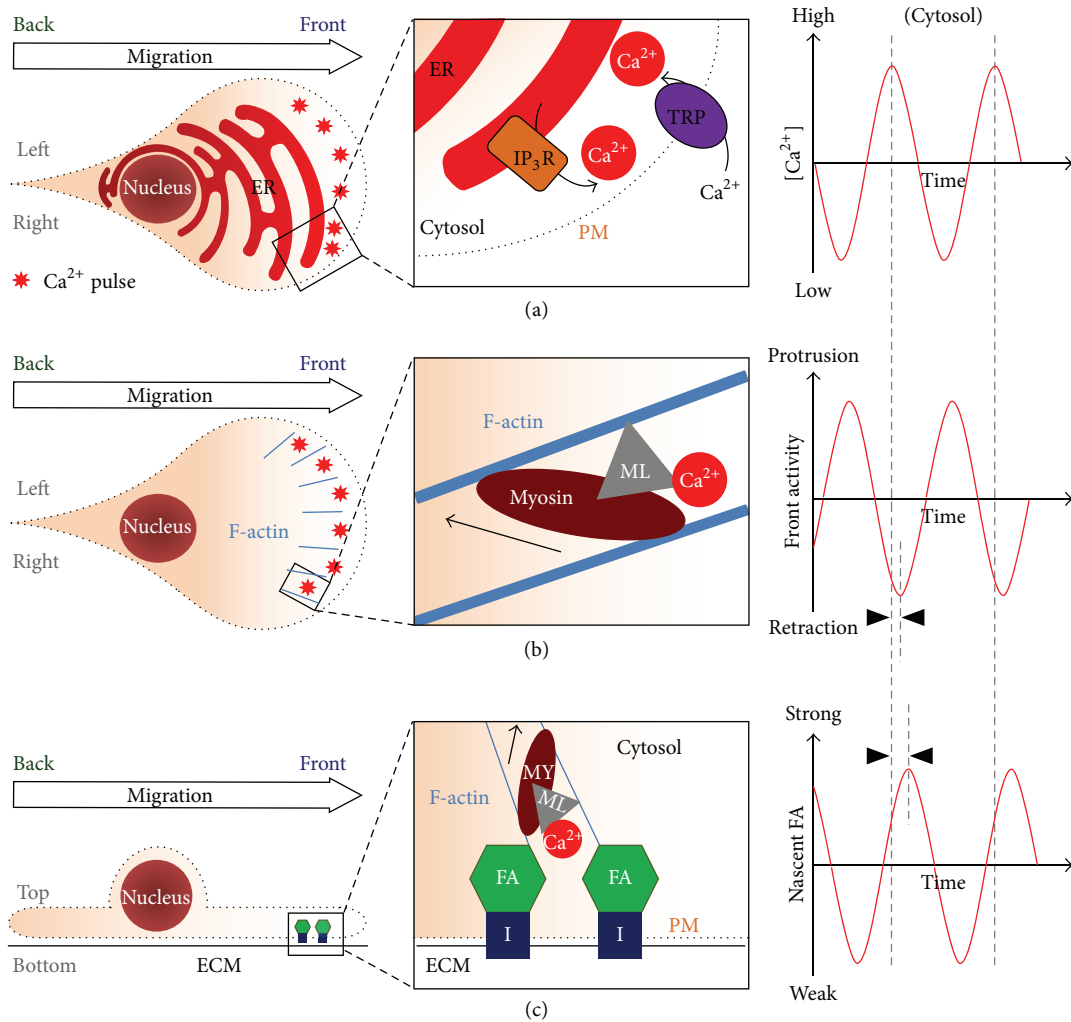 Back
Front
Migration
Left
Right
Nucleus
ER
Ca²⁺ pulse
ER
Ca²⁺
TRP
IP₃R
Ca²⁺
Ca²⁺
Cytosol
PM
High
(Cytosol)
[Ca²⁺]
Time
Low
(a)
Back
Front
Migration
Left
Right
Nucleus
F-actin
F-actin
ML
Ca²⁺
Myosin
Protrusion
Front activity
Time
Retraction
(b)
Back
Front
Migration
Top
Nucleus
Bottom
ECM
Cytosol
F-actin
MY
ML
Ca²⁺
FA
FA
PM
I
I
ECM
Strong
Nascent FA
Time
Weak
(c)